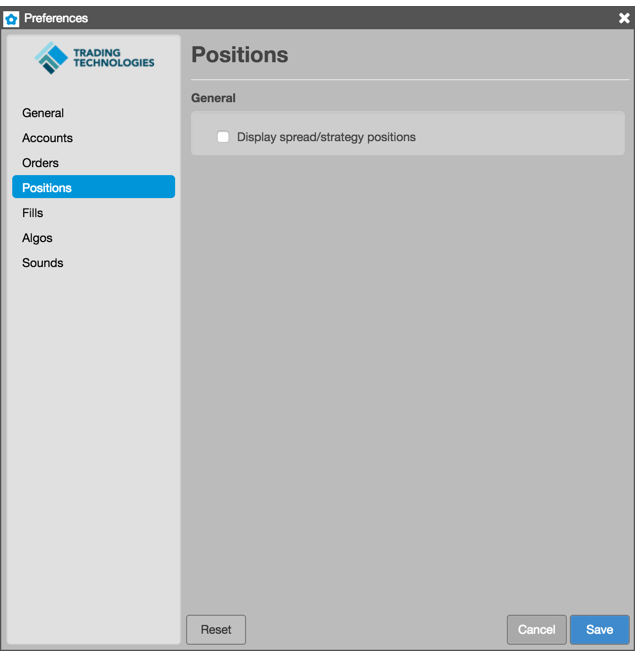 Preferences
TRADING
TECHNOLOGIES
General
Accounts
Orders
Positions
Fills
Algos
Sounds
Positions
General
Display spread/strategy positions
Reset
Cancel
Save